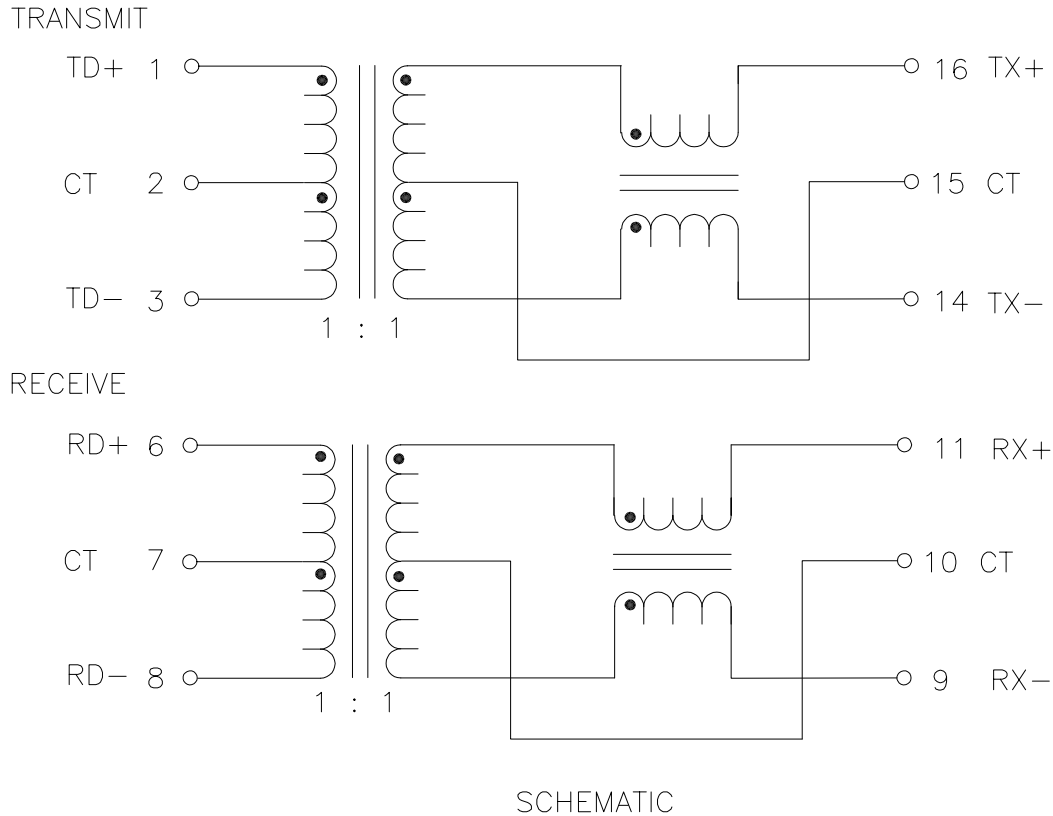 TRANSMIT
TD+ 1 16 TX+
CT 2 15 CT
TD- 3 14 TX-
1 : 1
RECEIVE
RD+ 6 11 RX+
CT 7 10 CT
RD- 8 9 RX-
1 : 1
SCHEMATIC